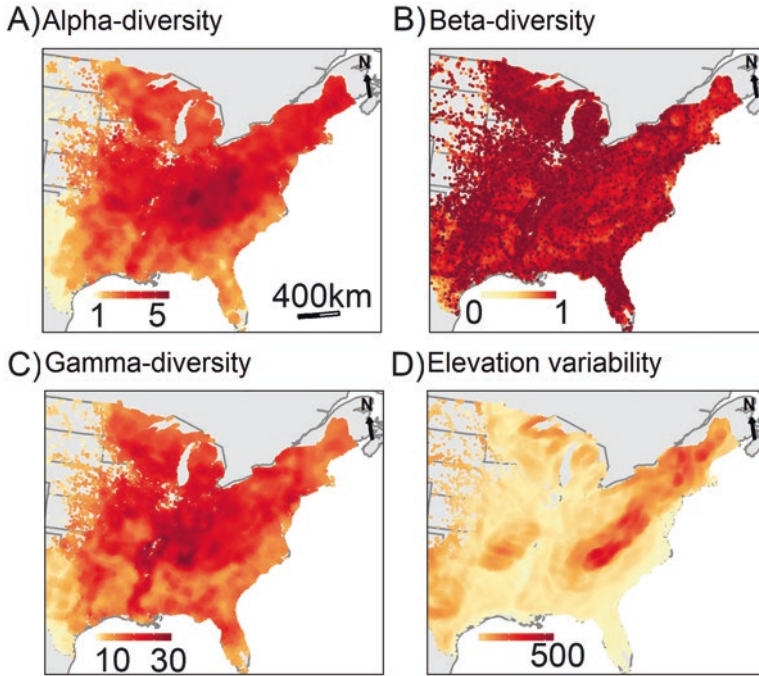 A) Alpha-diversity
B) Beta-diversity
N
N
1 5
400km
0 1
C) Gamma-diversity
D) Elevation variability
N
N
10 30
500